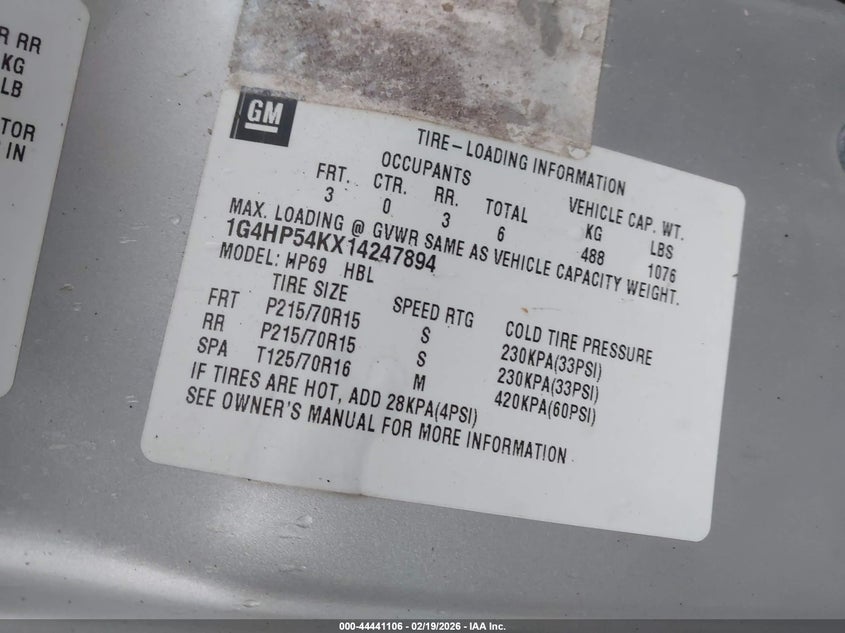 R RR
KG
LB
TOR
IN
GM
TIRE-LOADING INFORMATION
OCCUPANTS
FRT. CTR. RR. TOTAL VEHICLE CAP. WT.
KG LBS
3 0 3 6 488 1076
MAX. LOADING @ GVWR SAME AS VEHICLE CAPACITY WEIGHT.
1G4HP54KX14247894
MODEL: HP69 HBL
TIRE SIZE SPEED RTG COLD TIRE PRESSURE
FRT P215/70R15 S 230KPA(33PSI)
RR P215/70R15 S 230KPA(33PSI)
SPA T125/70R16 M 420KPA(60PSI)
IF TIRES ARE HOT, ADD 28KPA(4PSI)
SEE OWNER'S MANUAL FOR MORE INFORMATION
000-44441106 - 02/19/2026 - IAA Inc.